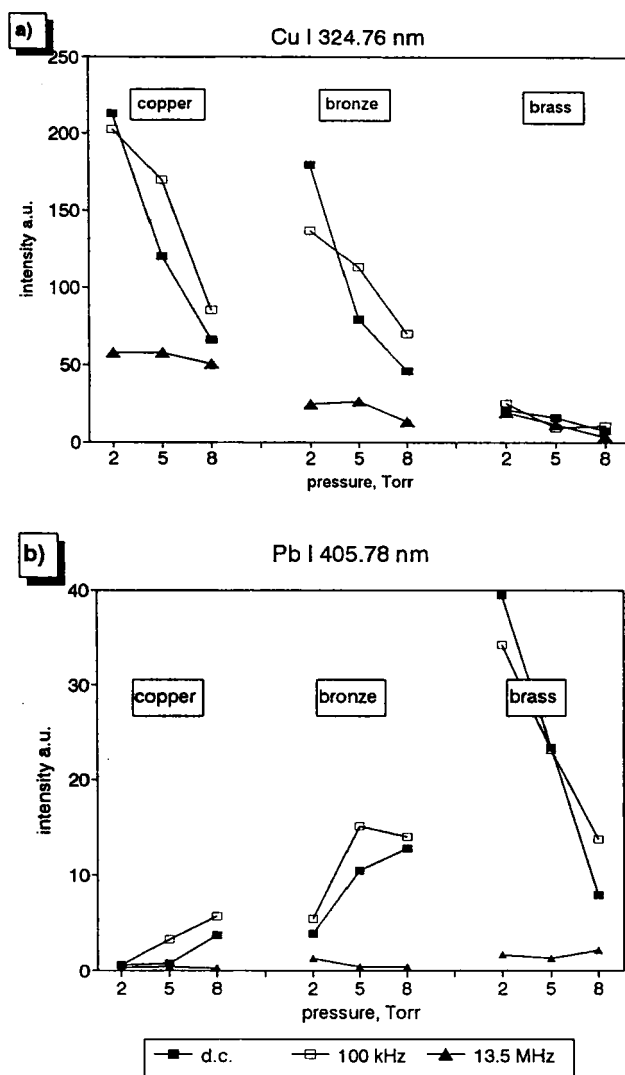 a)
Cu I 324.76 nm
250
200
150
100
50
0
intensity a.u.
copper
bronze
brass
2 5 8 2 5 8 2 5 8
pressure, Torr
b)
Pb I 405.78 nm
40
30
20
10
0
intensity a.u.
copper
bronze
brass
2 5 8 2 5 8 2 5 8
pressure, Torr
d.c. 100 kHz 13.5 MHz